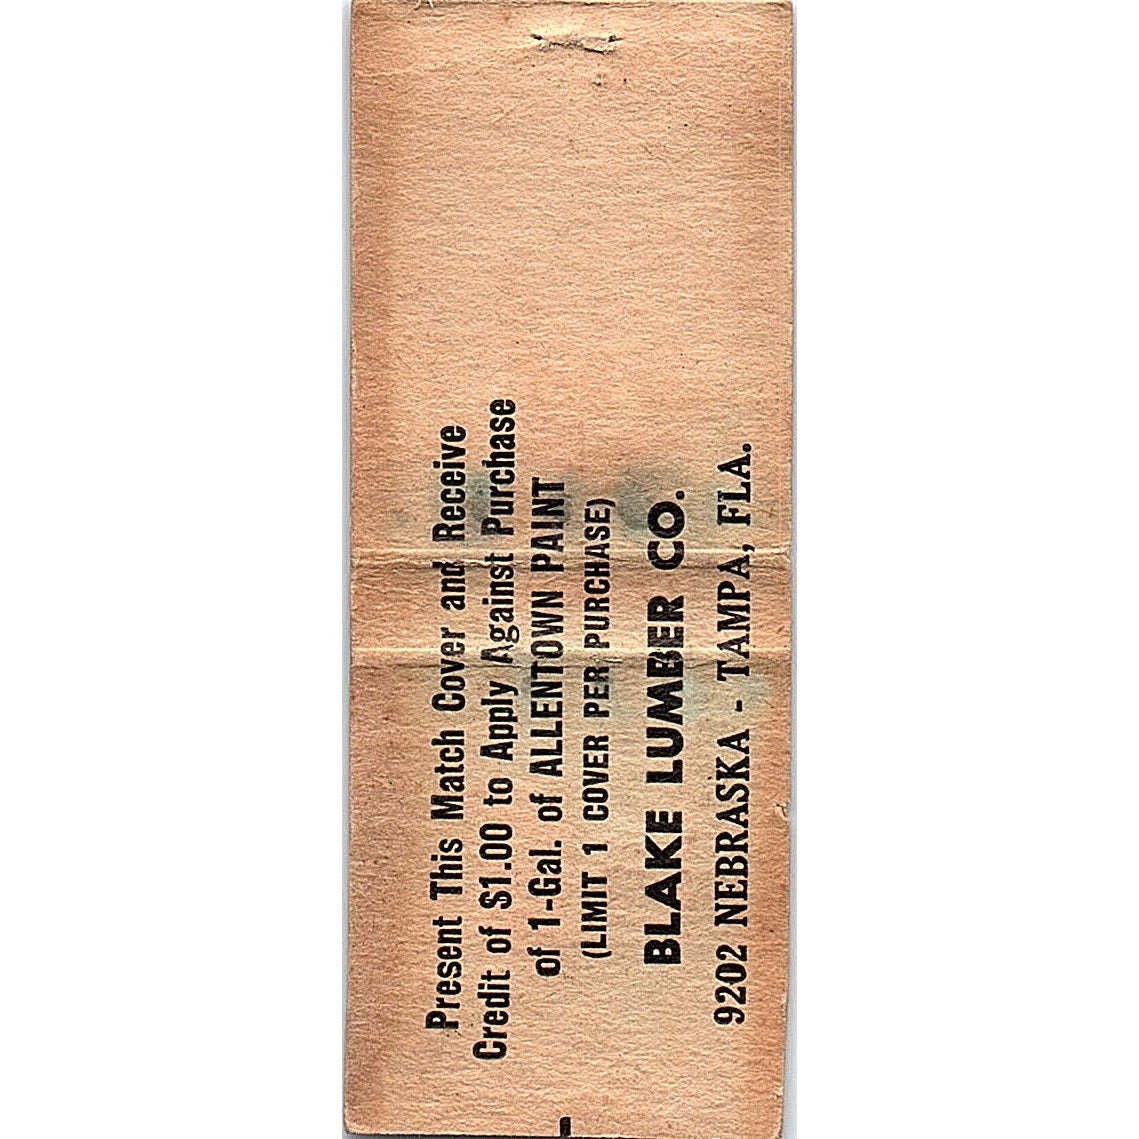 Present This Match Cover and Receive
Credit of $1.00 to Apply Against Purchase
of 1-Gal. of ALLENTOWN PAINT
(LIMIT 1 COVER PER PURCHASE)
BLAKE LUMBER CO.
9202 NEBRASKA - TAMPA, FLA.